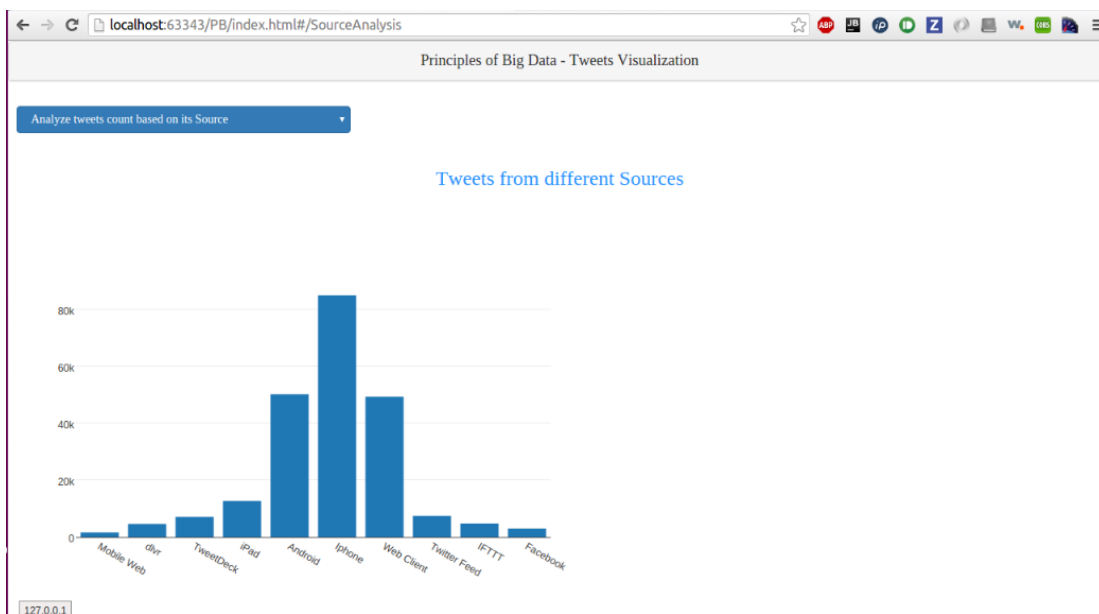 localhost:63343/PB/index.html#/SourceAnalysis
ABP JB ip Z W. CORS
Principles of Big Data - Tweets Visualization
Analyze tweets count based on its Source
Tweets from different Sources
80k
60k
40k
20k
0
Mobile Web dlvr TweetDeck iPad Android Iphone Web Client Twitter Feed IFTTT Facebook
127.0.0.1